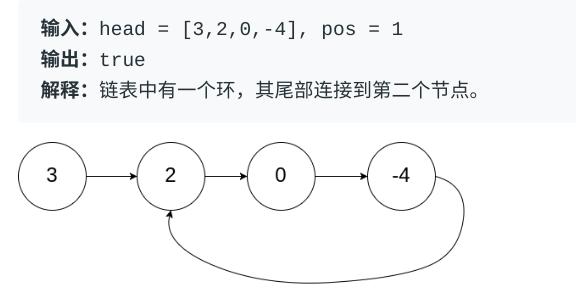 输入：head = [3,2,0,-4], pos = 1
输出：true
解释：链表中有一个环，其尾部连接到第二个节点。
3 2 0 -4